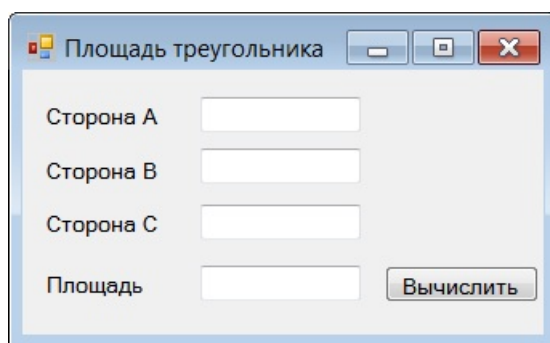 Площадь треугольника
Сторона А
Сторона В
Сторона С
Площадь
Вычислить